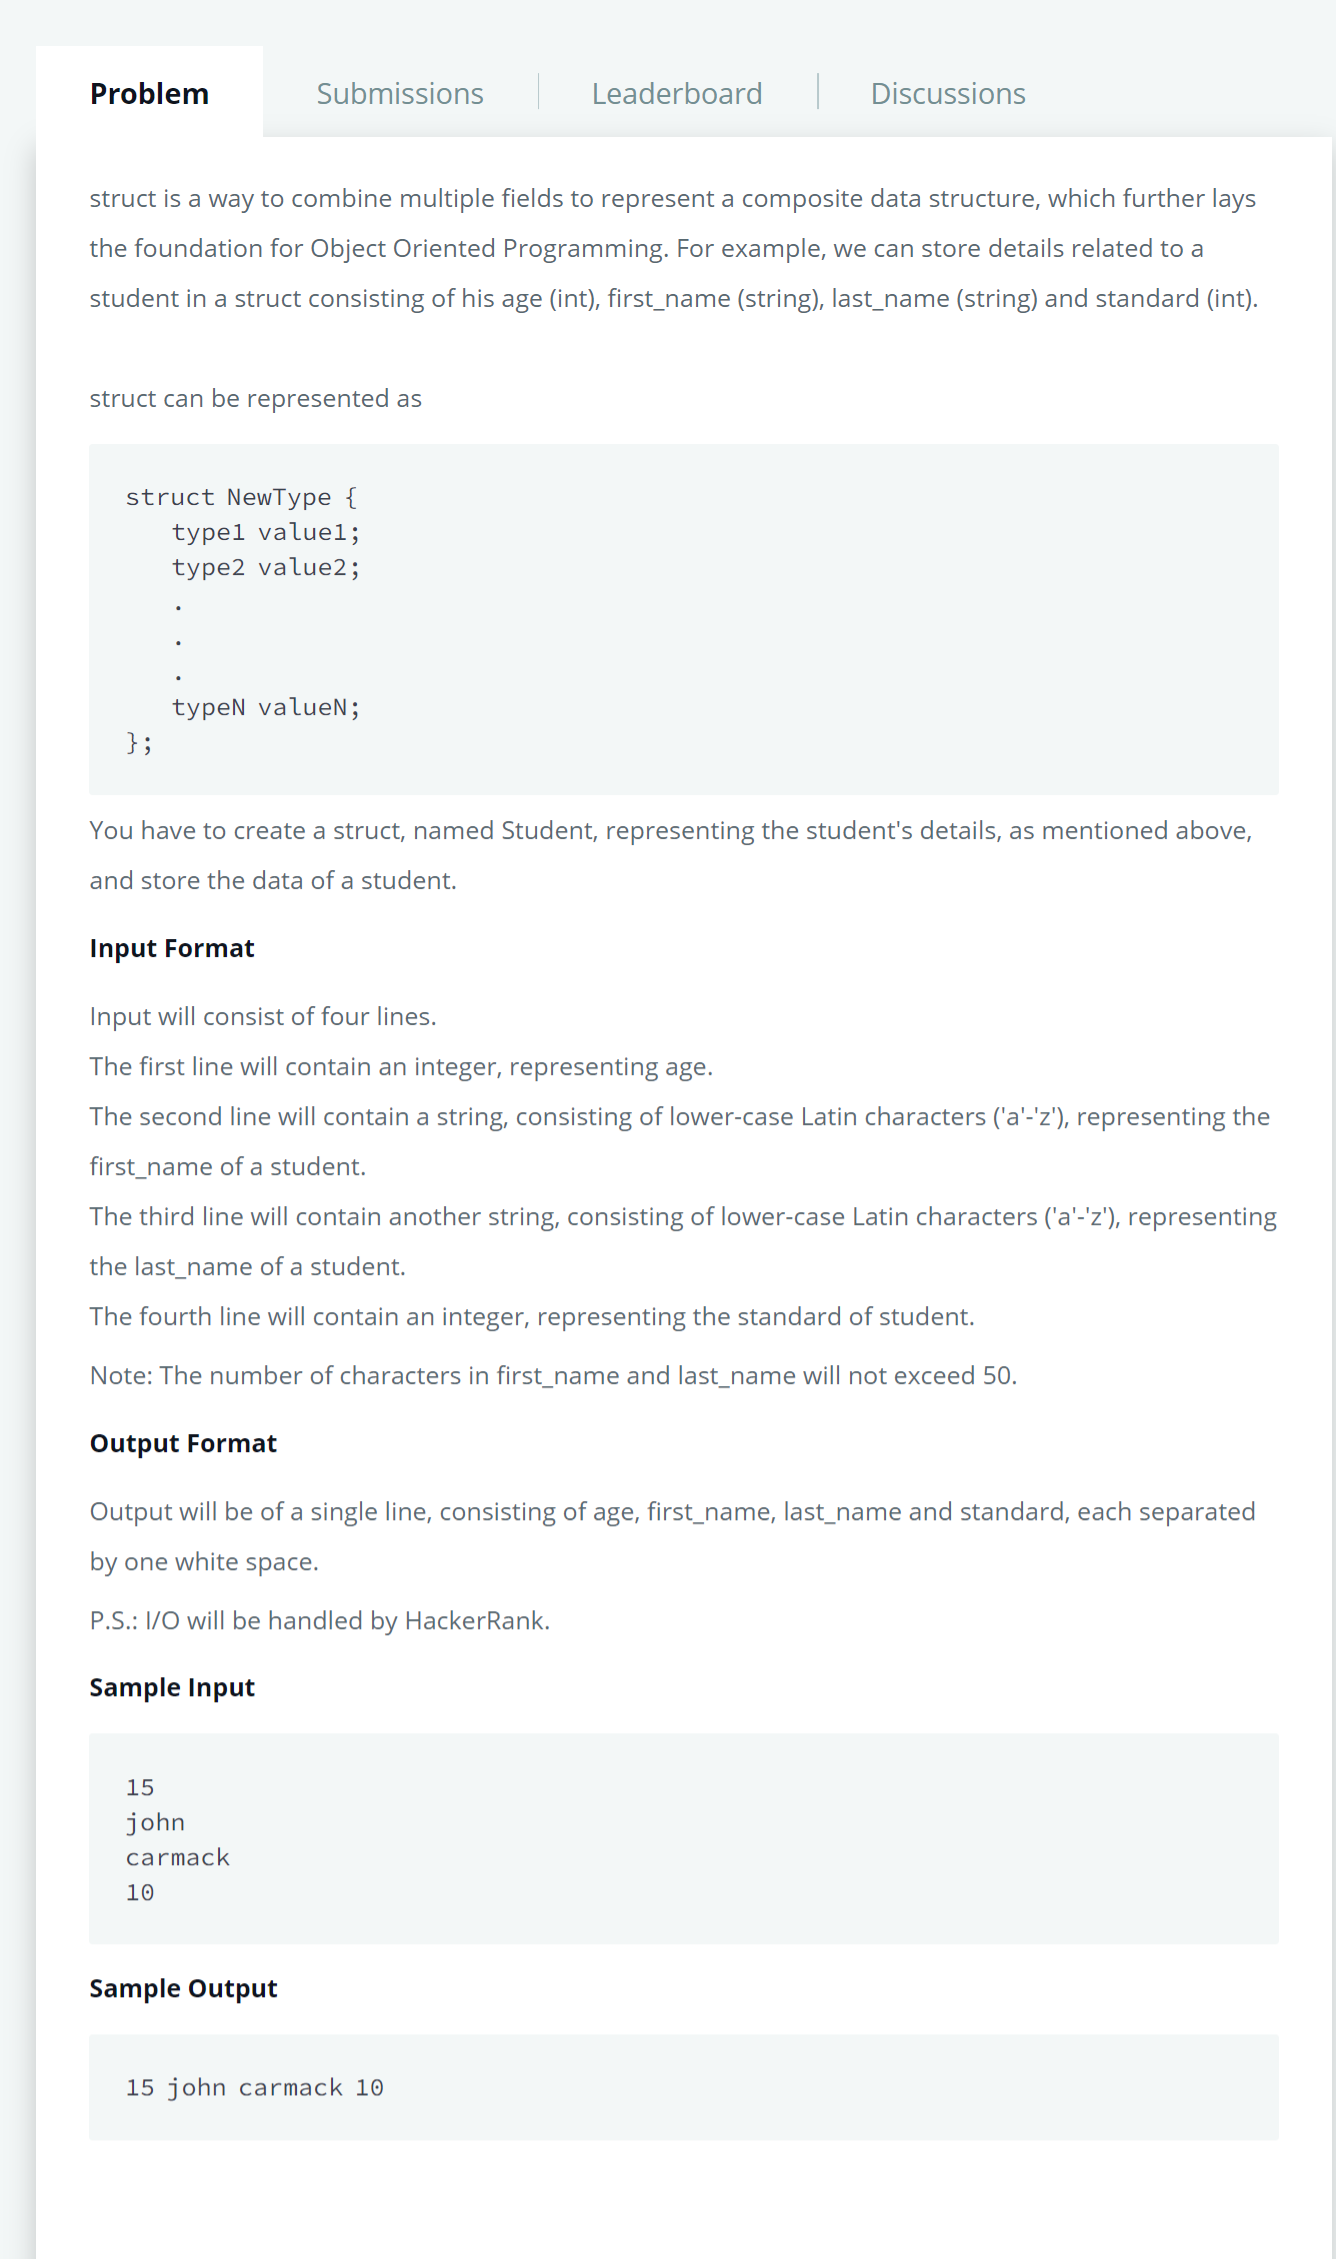 Problem
Submissions
Leaderboard
Discussions
struct is a way to combine multiple fields to represent a composite data structure, which further lays
the foundation for Object Oriented Programming. For example, we can store details related to a
student in a struct consisting of his age (int), first_name (string), last_name (string) and standard (int).
struct can be represented as
struct NewType {
   type1 value1;
   type2 value2;
   .
   .
   .
   typeN valueN;
};
You have to create a struct, named Student, representing the student's details, as mentioned above,
and store the data of a student.
Input Format
Input will consist of four lines.
The first line will contain an integer, representing age.
The second line will contain a string, consisting of lower-case Latin characters ('a'-'z'), representing the
first_name of a student.
The third line will contain another string, consisting of lower-case Latin characters ('a'-'z'), representing
the last_name of a student.
The fourth line will contain an integer, representing the standard of student.
Note: The number of characters in first_name and last_name will not exceed 50.
Output Format
Output will be of a single line, consisting of age, first_name, last_name and standard, each separated
by one white space.
P.S.: I/O will be handled by HackerRank.
Sample Input
15
john
carmack
10
Sample Output
15 john carmack 10